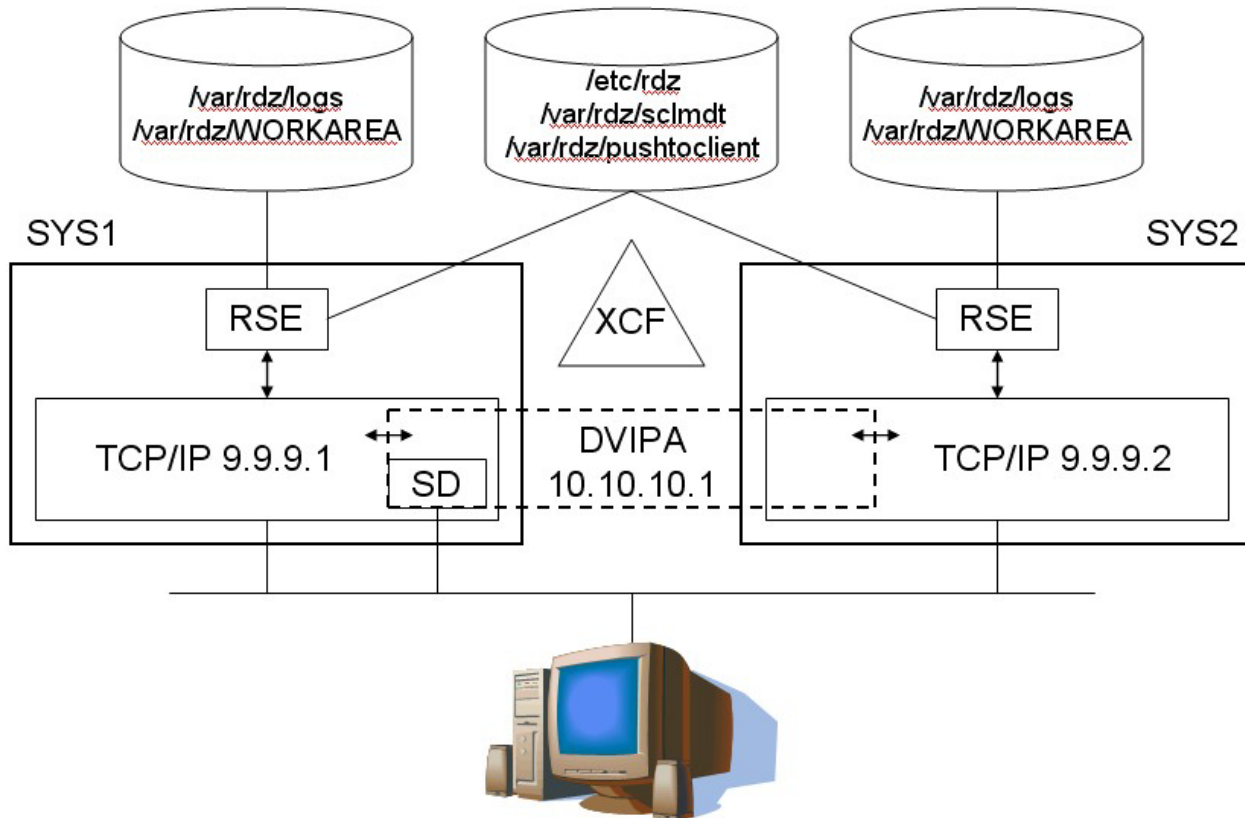 /var/rdz/logs
/var/rdz/WORKAREA
/etc/rdz
/var/rdz/sclmdt
/var/rdz/pushtoclient
/var/rdz/logs
/var/rdz/WORKAREA
SYS1
SYS2
RSE
XCF
RSE
TCP/IP 9.9.9.1
SD
DVIPA
10.10.10.1
TCP/IP 9.9.9.2